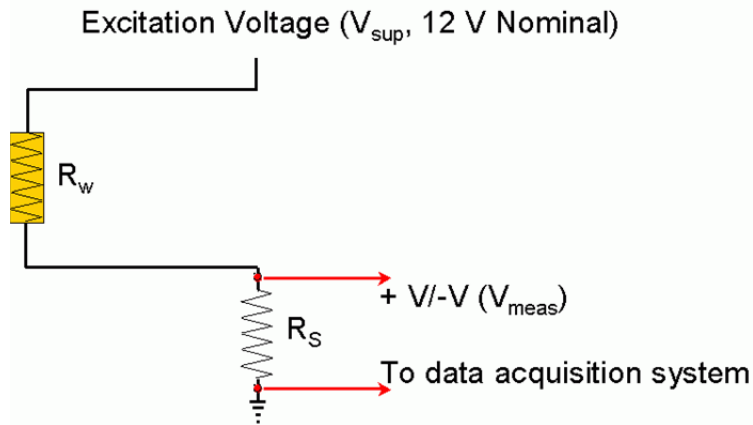 Excitation Voltage (Vsup, 12 V Nominal)
Rw
+ V/-V (Vmeas)
RS
To data acquisition system